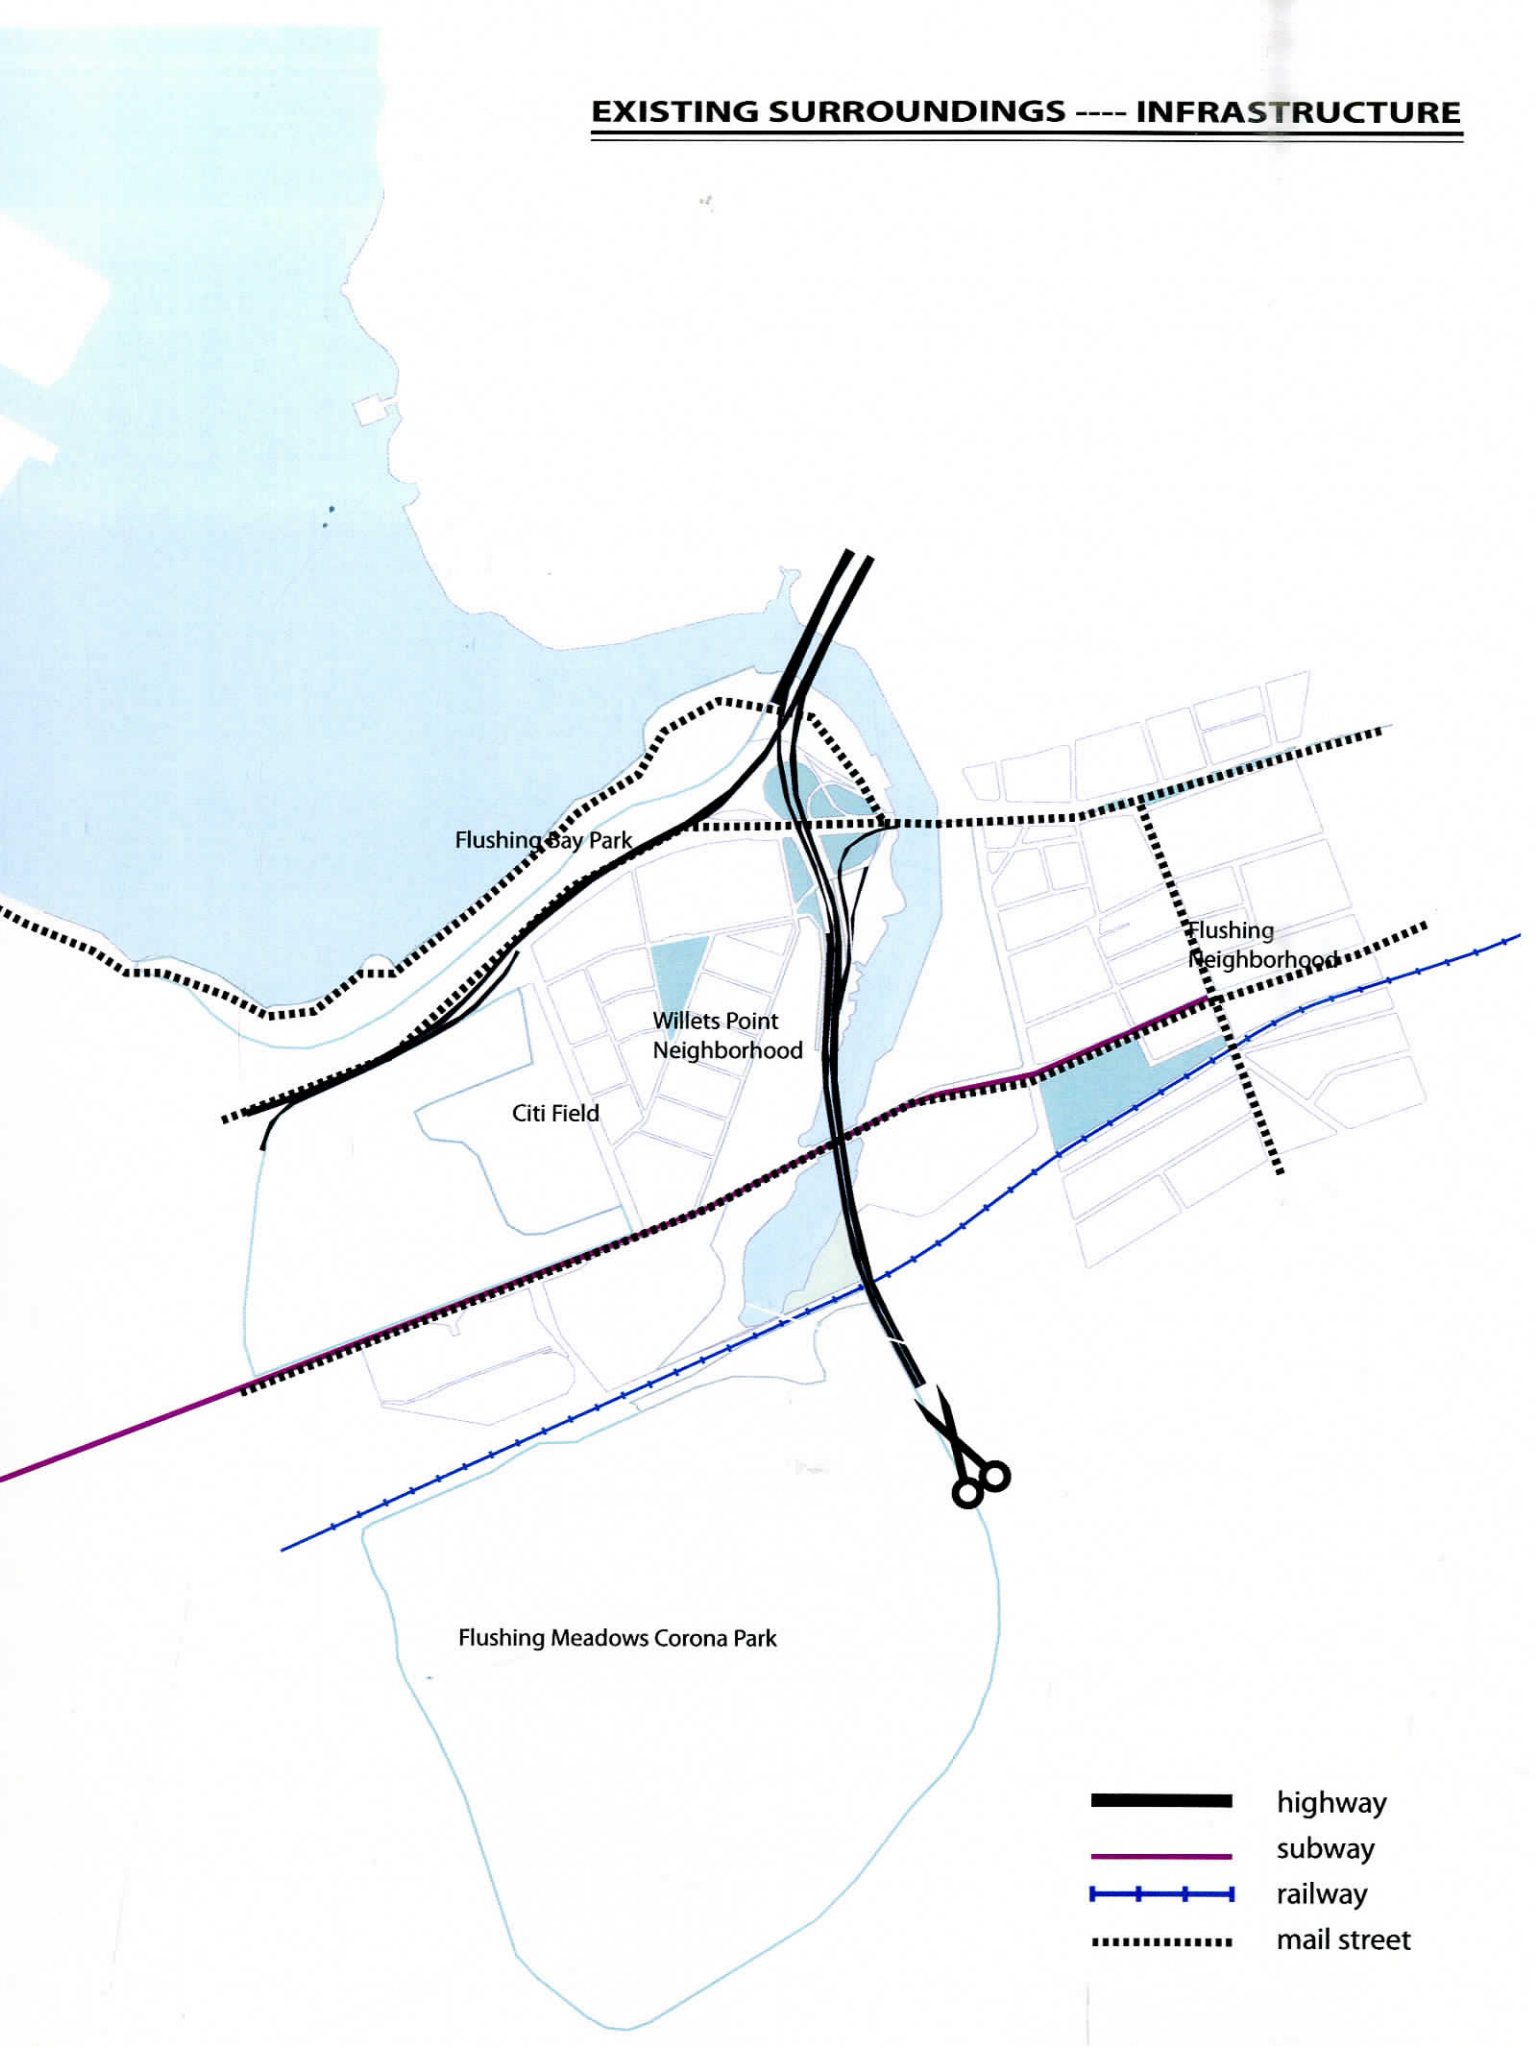 EXISTING SURROUNDINGS ---- INFRASTRUCTURE
Flushing Bay Park
Flushing
Neighborhood
Willets Point
Neighborhood
Citi Field
Flushing Meadows Corona Park
highway
subway
railway
mail street